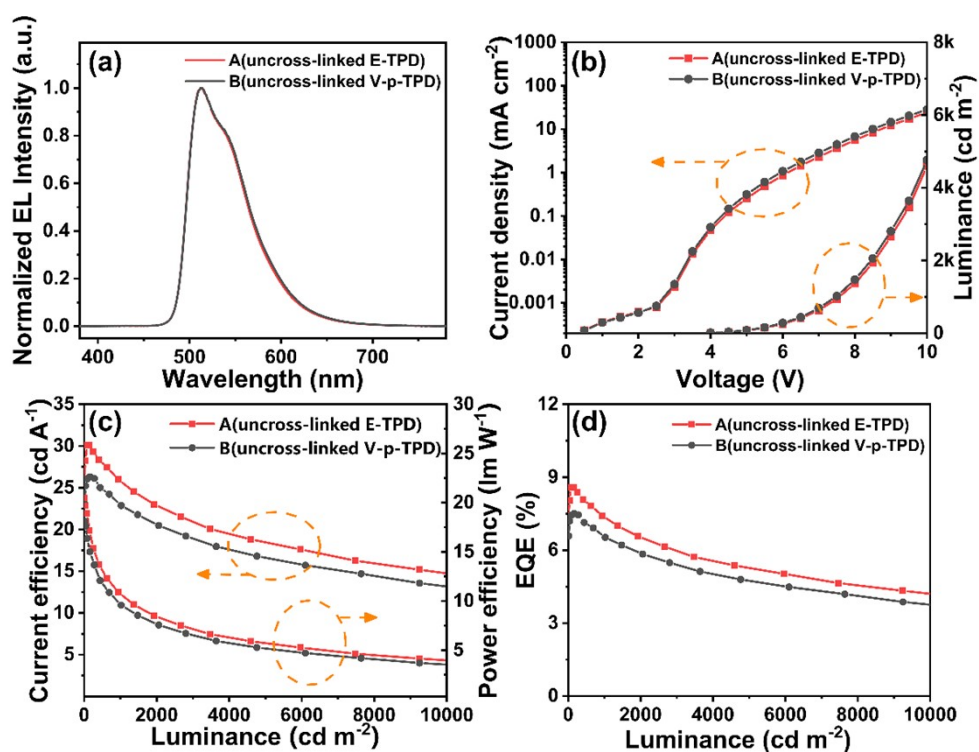 (a)
A(uncross-linked E-TPD)
B(uncross-linked V-p-TPD)
Normalized EL Intensity (a.u.)
1.0
0.8
0.6
0.4
0.2
0.0
400 500 600 700
Wavelength (nm)
(b)
A(uncross-linked E-TPD)
B(uncross-linked V-p-TPD)
Current density (mA cm-2)
1000
100
10
1
0.1
0.01
0.001
8k
6k
4k
2k
0
Luminance (cd m-2)
0 2 4 6 8 10
Voltage (V)
(c)
A(uncross-linked E-TPD)
B(uncross-linked V-p-TPD)
Current efficiency (cd A-1)
35
30
25
20
15
10
5
30
25
20
15
10
5
0
Power efficiency (lm W-1)
0 2000 4000 6000 8000 10000
Luminance (cd m-2)
(d)
A(uncross-linked E-TPD)
B(uncross-linked V-p-TPD)
EQE (%)
12
9
6
3
0
0 2000 4000 6000 8000 10000
Luminance (cd m-2)